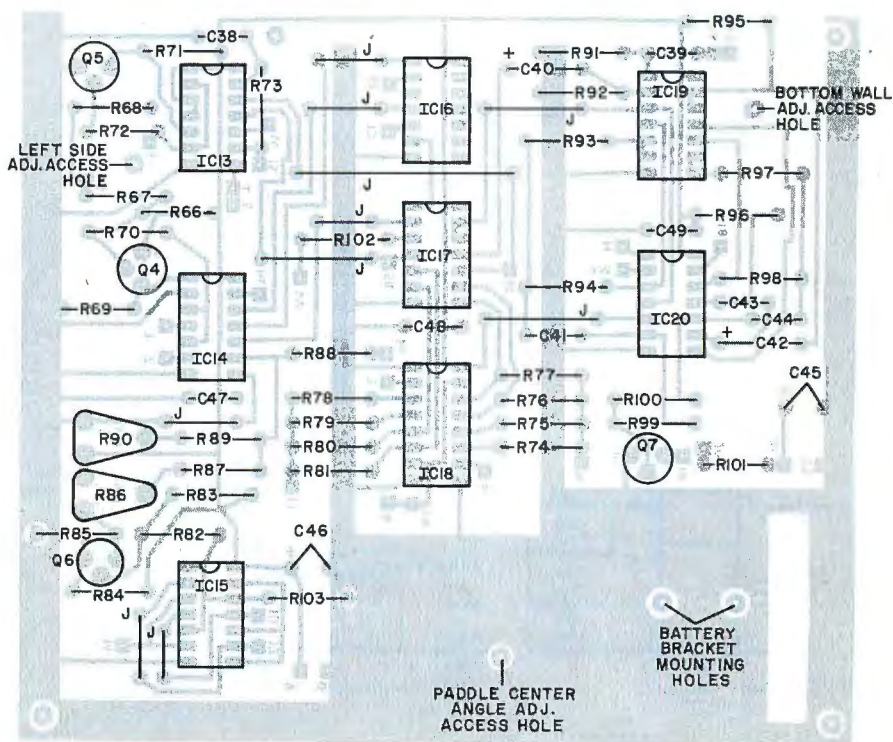 R95
C38
R71
J
+
R91
C39
Q5
R73
C40
IC16
IC19
R92
BOTTOM WALL
ADJ. ACCESS
HOLE
R68
J
J
R72
IC13
R93
LEFT SIDE
ADJ. ACCESS
HOLE
J
R97
R67
R66
J
R96
R70
R102
IC17
C49
Q4
J
R98
R94
C43
R69
J
IC20
C44
IC14
C48
C41
+
C42
R88
R77
C45
C47
R78
R76
R100
J
R79
R75
R99
R90
R89
R80
R74
Q7
R87
R81
IC18
R101
R86
R83
C46
R85
R82
Q6
IC15
R84
R103
J
J
BATTERY
BRACKET
MOUNTING
HOLES
PADDLE CENTER
ANGLE ADJ.
ACCESS HOLE